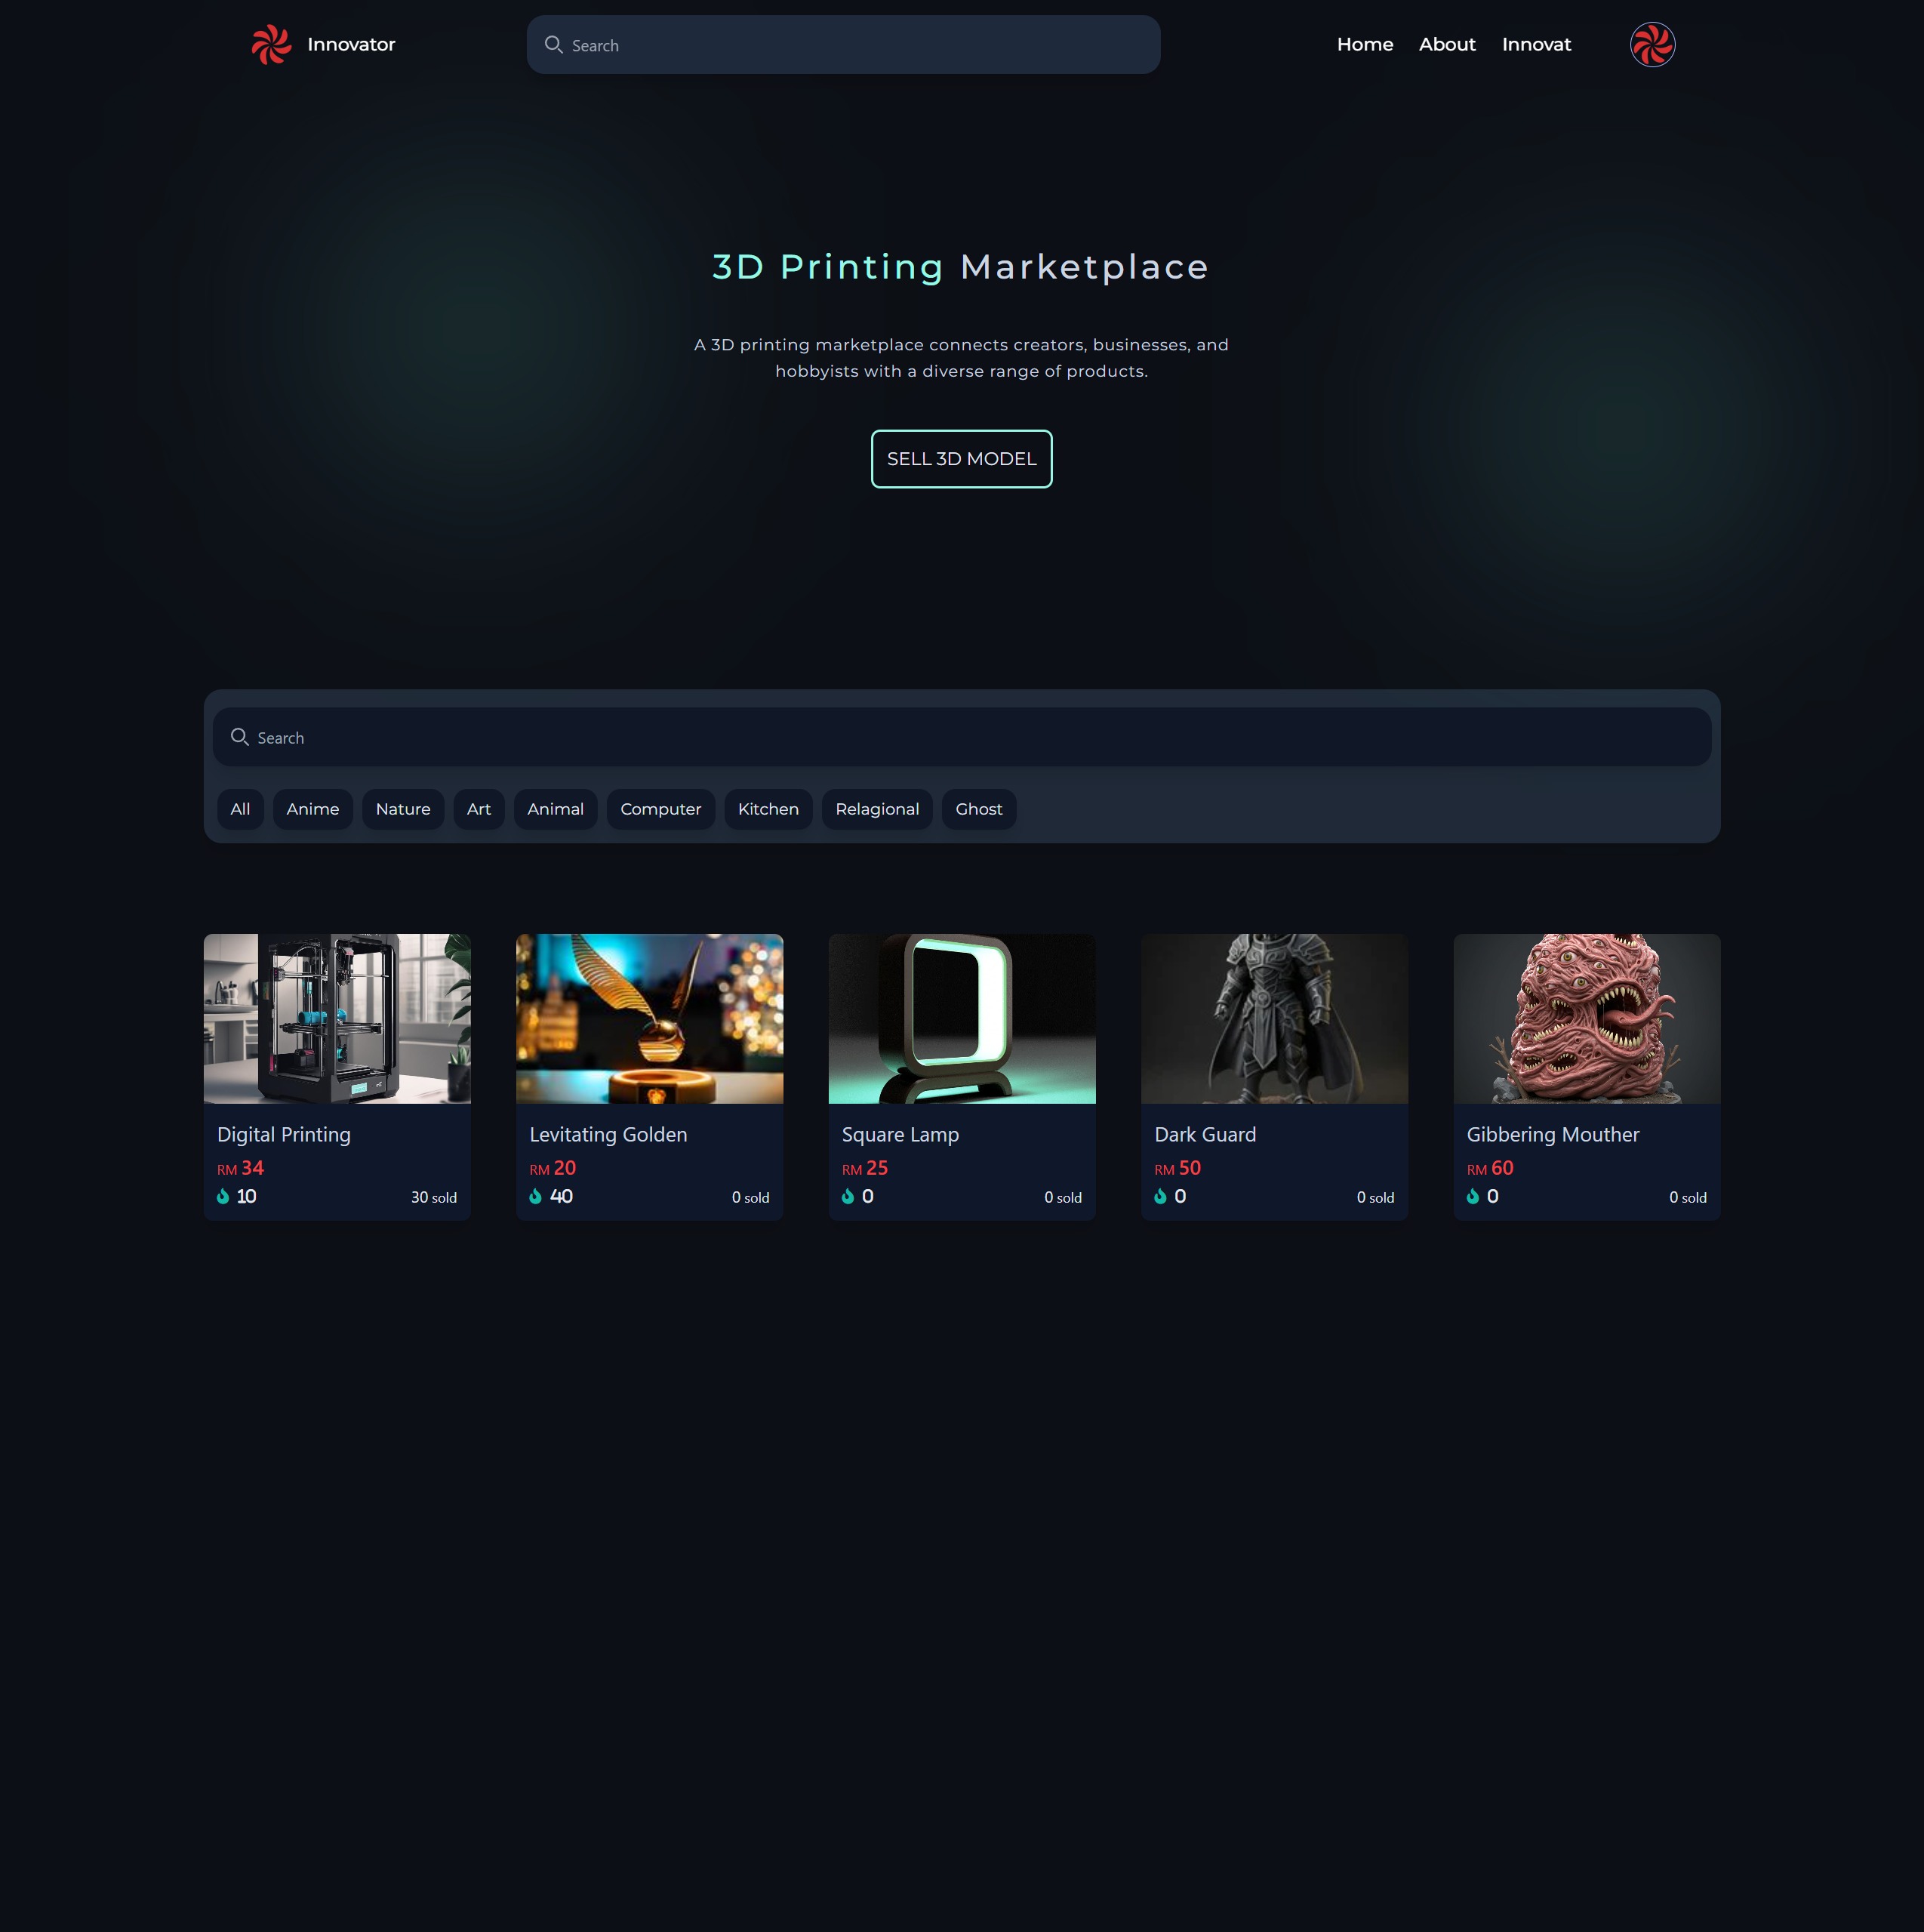 Innovator
Search
Home About Innovat
3D Printing Marketplace
A 3D printing marketplace connects creators, businesses, and
hobbyists with a diverse range of products.
SELL 3D MODEL
Search
All Anime Nature Art Animal Computer Kitchen Relagional Ghost
Digital Printing
RM 34
10 30 sold
Levitating Golden
RM 20
40 0 sold
Square Lamp
RM 25
0 0 sold
Dark Guard
RM 50
0 0 sold
Gibbering Mouther
RM 60
0 0 sold